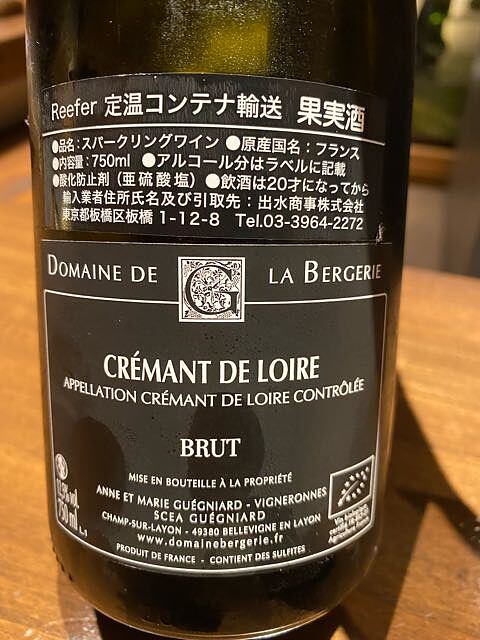 Reefer 定温コンテナ輸送 果実酒
●品名：スパークリングワイン ●原産国名：フランス
●内容量：750ml ●アルコール分はラベルに記載
●酸化防止剤（亜硫酸塩）●飲酒は20才になってから
輸入業者住所氏名及び引取先：出水商事株式会社
東京都板橋区板橋 1-12-8 Tel.03-3964-2272
DOMAINE DE G LA BERGERIE
CRÉMANT DE LOIRE
APPELLATION CRÉMANT DE LOIRE CONTRÔLÉE
BRUT
MISE EN BOUTEILLE À LA PROPRIÉTÉ
ANNE ET MARIE GUÉGNIARD - VIGNERONNES
SCEA GUÉGNIARD
CHAMP-SUR-LAYON - 49380 BELLEVIGNE EN LAYON
www.domainebergerie.fr
PRODUIT DE FRANCE - CONTIENT DES SULFITES
750 ml